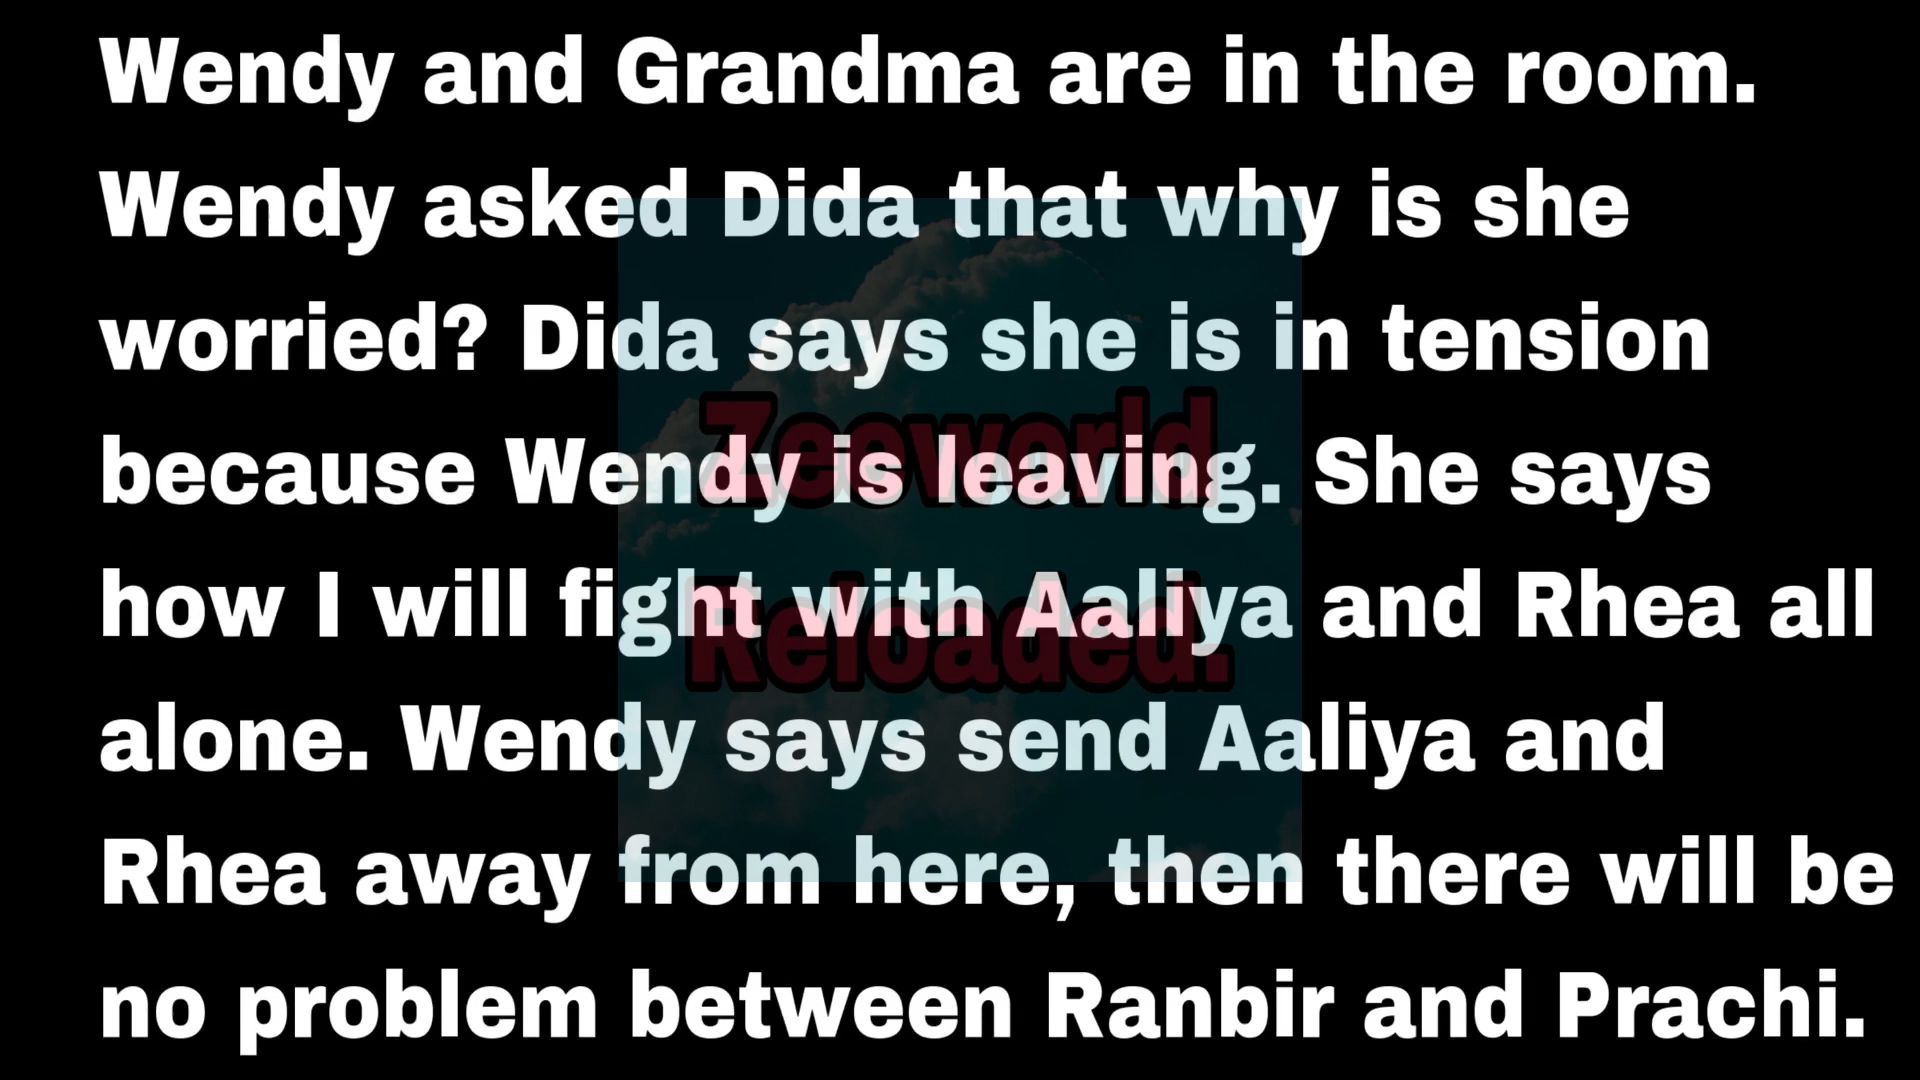 Wendy and Grandma are in the room.
Wendy asked Dida that why is she
worried? Dida says she is in tension
because Wendy is leaving. She says
how I will fight with Aaliya and Rhea all
alone. Wendy says send Aaliya and
Rhea away from here, then there will be
no problem between Ranbir and Prachi.
Zeeworld
Reloaded.